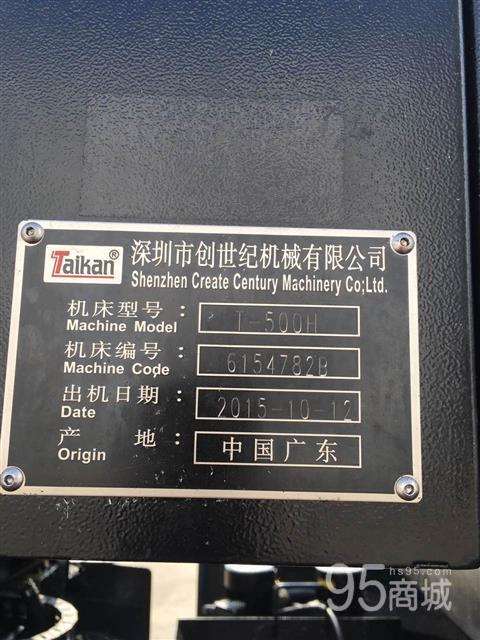 Taikan®
深圳市创世纪机械有限公司
Shenzhen Create Century Machinery Co;Ltd.
机床型号: T-500H
Machine Model
机床编号: 6154782B
Machine Code
出机日期: 2015-10-12
Date
产 地: 中国广东
Origin
hs95.com
95商城